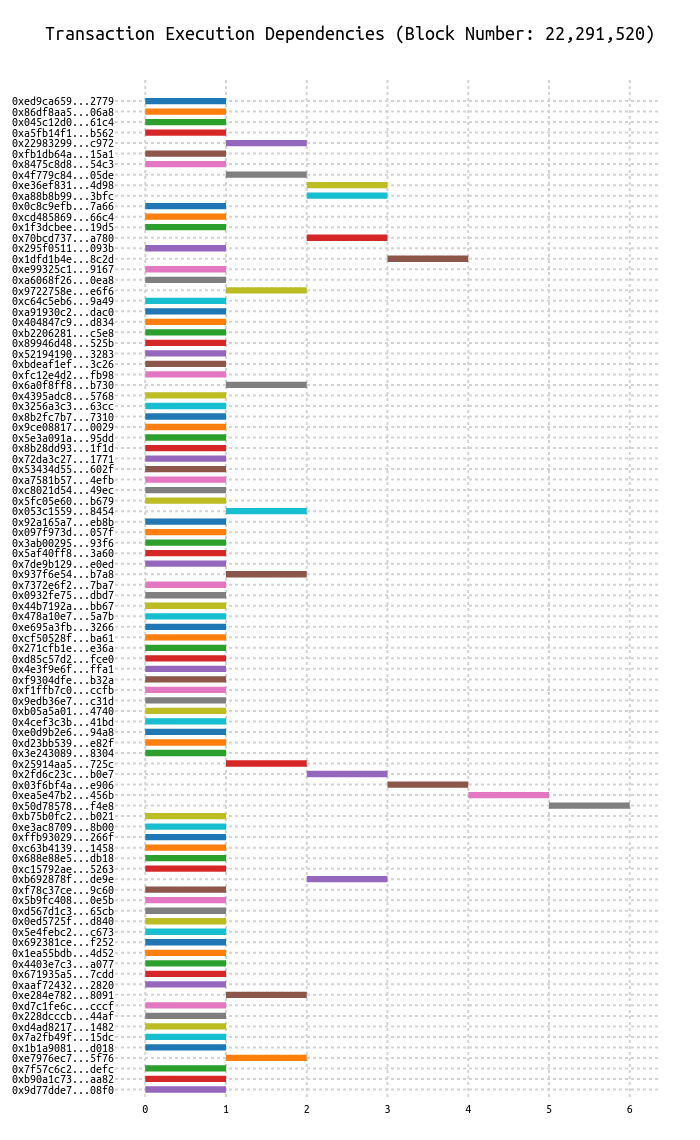 Transaction Execution Dependencies (Block Number: 22,291,520)
0xed9ca659...2779
0x86df8aa5...06a8
0x045c12d0...61c4
0xa5fb14f1...b562
0x22983299...c972
0xfb1db64a...15a1
0x8475c8d8...54c3
0x4f779c84...05de
0xe36ef831...4d98
0xa88b8b99...3bfc
0x0c8c9efb...7a66
0xcd485869...66c4
0x1f3dcbee...19d5
0x70bcd737...a780
0x295f0511...093b
0x1dfd1b4e...8c2d
0xe99325c1...9167
0xa6068f26...0ea8
0x9722758e...e6f6
0xc64c5eb6...9a49
0xa91930c2...dac0
0x404847c9...d834
0xb2206281...c5e8
0x89946d48...525b
0x52194190...3283
0xbdeaf1ef...3c26
0xfc12e4d2...fb98
0x6a0f8ff8...b730
0x4395adc8...5768
0x3256a3c3...63cc
0x8b2fc7b7...7310
0x9ce08817...0029
0x5e3a091a...95dd
0x8b28dd93...1f1d
0x72da3c27...1771
0x53434d55...602f
0xa7581b57...4efb
0xc8021d54...49ec
0x5fc05e60...b679
0x053c1559...8454
0x92a165a7...eb8b
0x097f973d...057f
0x3ab00295...93f6
0x5af40ff8...3a60
0x7de9b129...e0ed
0x937f6e54...b7a8
0x7372e6f2...7ba7
0x0932fe75...dbd7
0x44b7192a...bb67
0x478a10e7...5a7b
0xe695a3fb...3266
0xcf50528f...ba61
0x271cfb1e...e36a
0xd85c57d2...fce0
0x4e3f9e6f...ffa1
0xf9304dfe...b32a
0xf1ffb7c0...ccfb
0x9edb36e7...c31d
0xb05a5a01...4740
0x4cef3c3b...41bd
0xe0d9b2e6...94a8
0xd23bb539...e82f
0x3e243089...8304
0x25914aa5...725c
0x2fd6c23c...b0e7
0x03f6bf4a...e906
0xea5e47b2...456b
0x50d78578...f4e8
0xb75b0fc2...b021
0xe3ac8709...8b00
0xffb93029...266f
0xc63b4139...1458
0x688e88e5...db18
0xc15792ae...5263
0xb692878f...de9e
0xf78c37ce...9c60
0x5b9fc408...0e5b
0xd567d1c3...65cb
0x0ed5725f...d840
0x5e4febc2...c673
0x692381ce...f252
0x1ea55bdb...4d52
0x4403e7c3...a077
0x671935a5...7cdd
0xaaf72432...2820
0xe284e782...8091
0xd7c1fe6c...cccf
0x228dcccb...44af
0xd4ad8217...1482
0x7a2fb49f...15dc
0x1b1a9081...d018
0xe7976ec7...5f76
0x7f57c6c2...defc
0xb90a1c73...aa82
0x9d77dde7...08f0
0 1 2 3 4 5 6